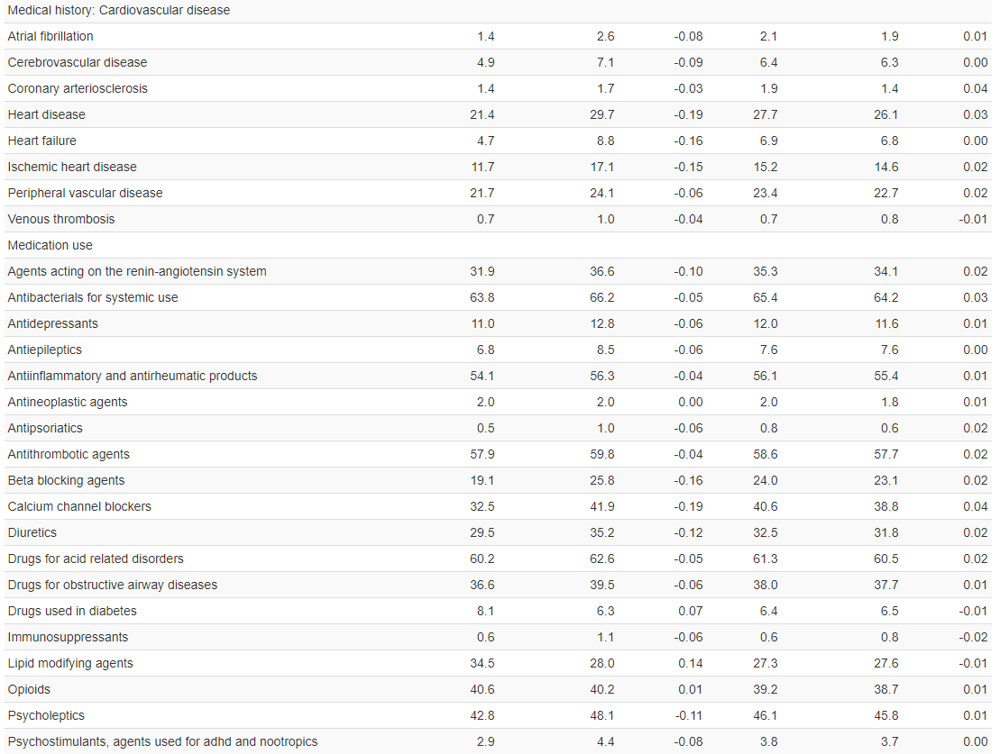 Medical history: Cardiovascular disease
Atrial fibrillation 1.4 2.6 -0.08 2.1 1.9 0.01
Cerebrovascular disease 4.9 7.1 -0.09 6.4 6.3 0.00
Coronary arteriosclerosis 1.4 1.7 -0.03 1.9 1.4 0.04
Heart disease 21.4 29.7 -0.19 27.7 26.1 0.03
Heart failure 4.7 8.8 -0.16 6.9 6.8 0.00
Ischemic heart disease 11.7 17.1 -0.15 15.2 14.6 0.02
Peripheral vascular disease 21.7 24.1 -0.06 23.4 22.7 0.02
Venous thrombosis 0.7 1.0 -0.04 0.7 0.8 -0.01
Medication use
Agents acting on the renin-angiotensin system 31.9 36.6 -0.10 35.3 34.1 0.02
Antibacterials for systemic use 63.8 66.2 -0.05 65.4 64.2 0.03
Antidepressants 11.0 12.8 -0.06 12.0 11.6 0.01
Antiepileptics 6.8 8.5 -0.06 7.6 7.6 0.00
Antiinflammatory and antirheumatic products 54.1 56.3 -0.04 56.1 55.4 0.01
Antineoplastic agents 2.0 2.0 0.00 2.0 1.8 0.01
Antipsoriatics 0.5 1.0 -0.06 0.8 0.6 0.02
Antithrombotic agents 57.9 59.8 -0.04 58.6 57.7 0.02
Beta blocking agents 19.1 25.8 -0.16 24.0 23.1 0.02
Calcium channel blockers 32.5 41.9 -0.19 40.6 38.8 0.04
Diuretics 29.5 35.2 -0.12 32.5 31.8 0.02
Drugs for acid related disorders 60.2 62.6 -0.05 61.3 60.5 0.02
Drugs for obstructive airway diseases 36.6 39.5 -0.06 38.0 37.7 0.01
Drugs used in diabetes 8.1 6.3 0.07 6.4 6.5 -0.01
Immunosuppressants 0.6 1.1 -0.06 0.6 0.8 -0.02
Lipid modifying agents 34.5 28.0 0.14 27.3 27.6 -0.01
Opioids 40.6 40.2 0.01 39.2 38.7 0.01
Psycholeptics 42.8 48.1 -0.11 46.1 45.8 0.01
Psychostimulants, agents used for adhd and nootropics 2.9 4.4 -0.08 3.8 3.7 0.00